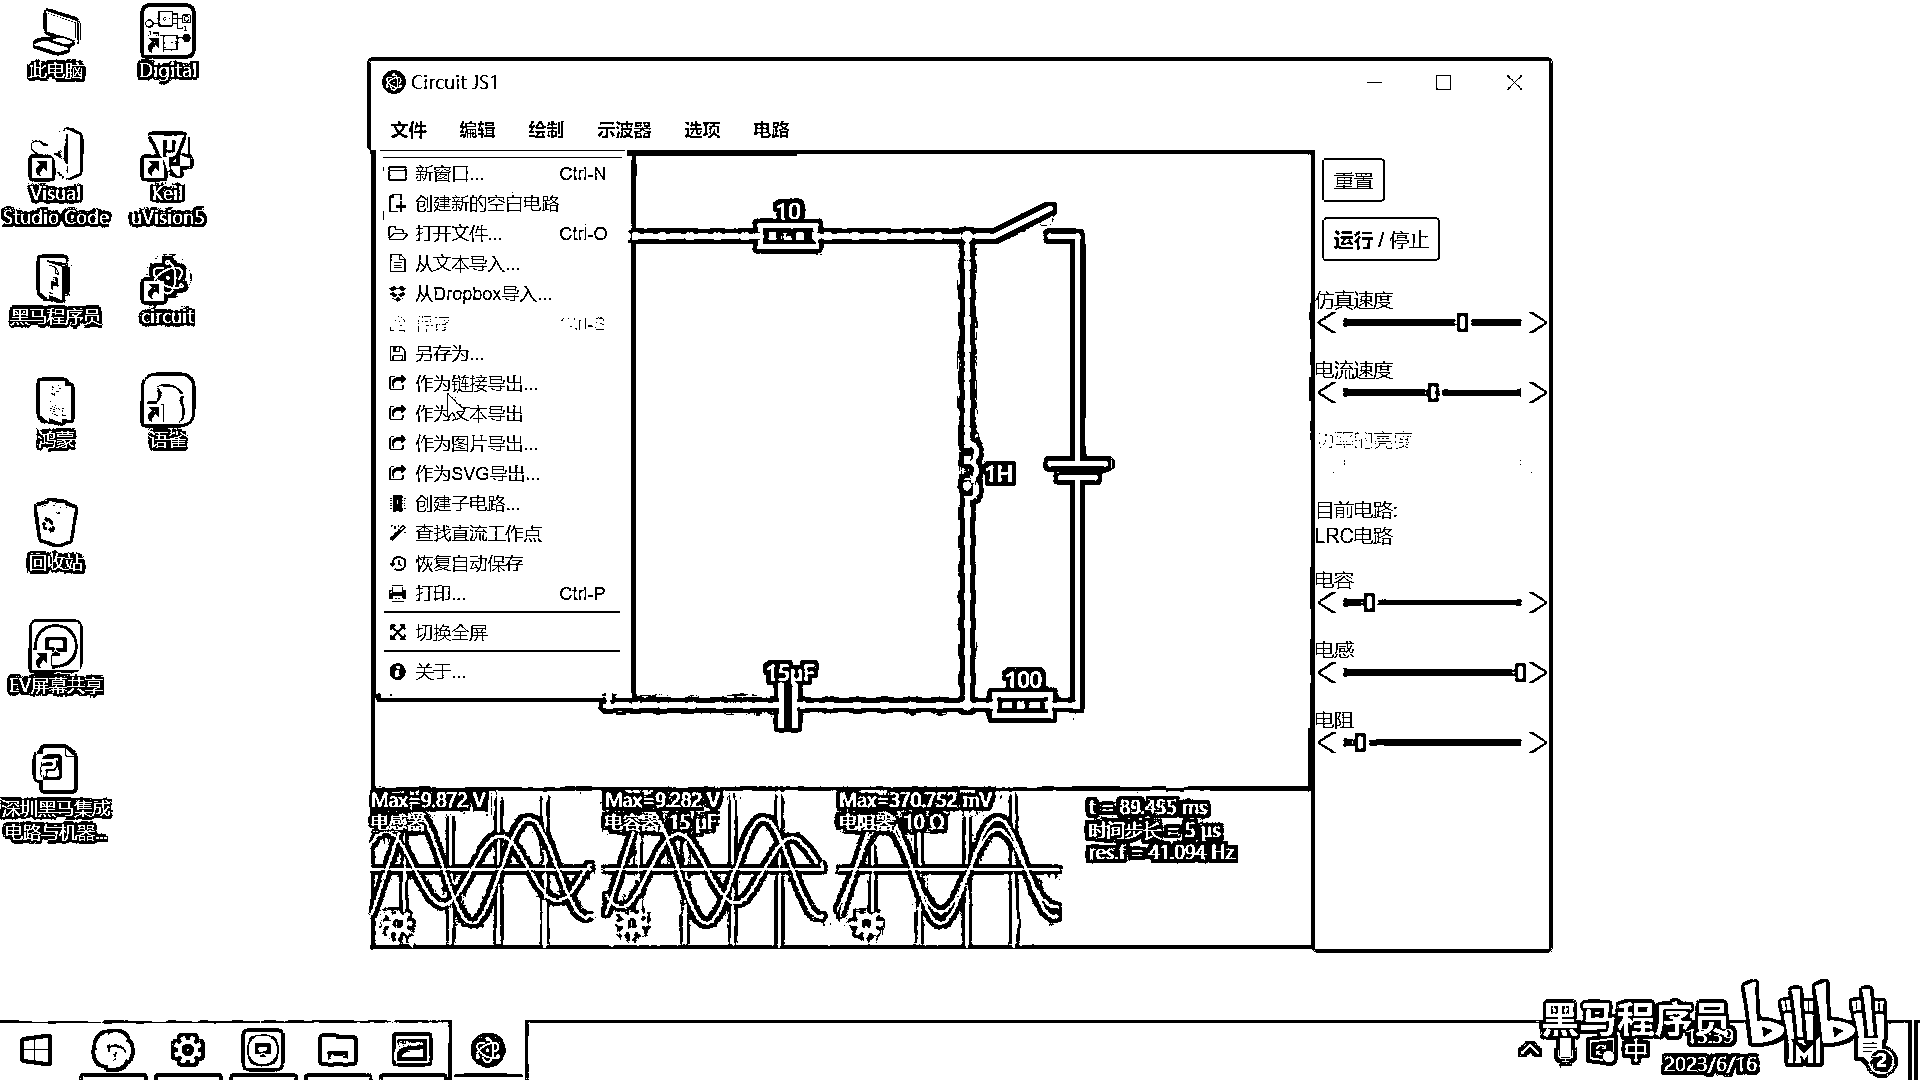 此电脑
Digital
Visual
Studio Code
Keil
uVision5
黑马程序员
circuit
鸿蒙
语雀
回收站
EV屏幕共享
深圳黑马集成
电路与机器...
Circuit JS1
文件 编辑 绘制 示波器 选项 电路
新窗口... Ctrl-N
创建新的空白电路
打开文件... Ctrl-O
从文本导入...
从Dropbox导入...
保存 Ctrl-S
另存为...
作为链接导出...
作为文本导出
作为图片导出...
作为SVG导出...
创建子电路...
查找直流工作点
恢复自动保存
打印... Ctrl-P
切换全屏
关于...
10
1H
15μF
100
重置
运行 / 停止
仿真速度
电流速度
功率的亮度
目前电路:
LRC电路
电容
电感
电阻
Max=9.872 V
电感器
Max=9.282 V
电容器, 15 μF
Max=370.752 mV
电阻器, 10 Ω
t = 89.455 ms
时间步长 = 5 μs
res.f = 41.094 Hz
黑马程序员 bilibili
中
15:59
2023/6/16
2